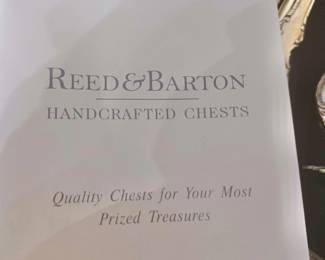 REED & BARTON
HANDCRAFTED CHESTS
Quality Chests for Your Most
Prized Treasures